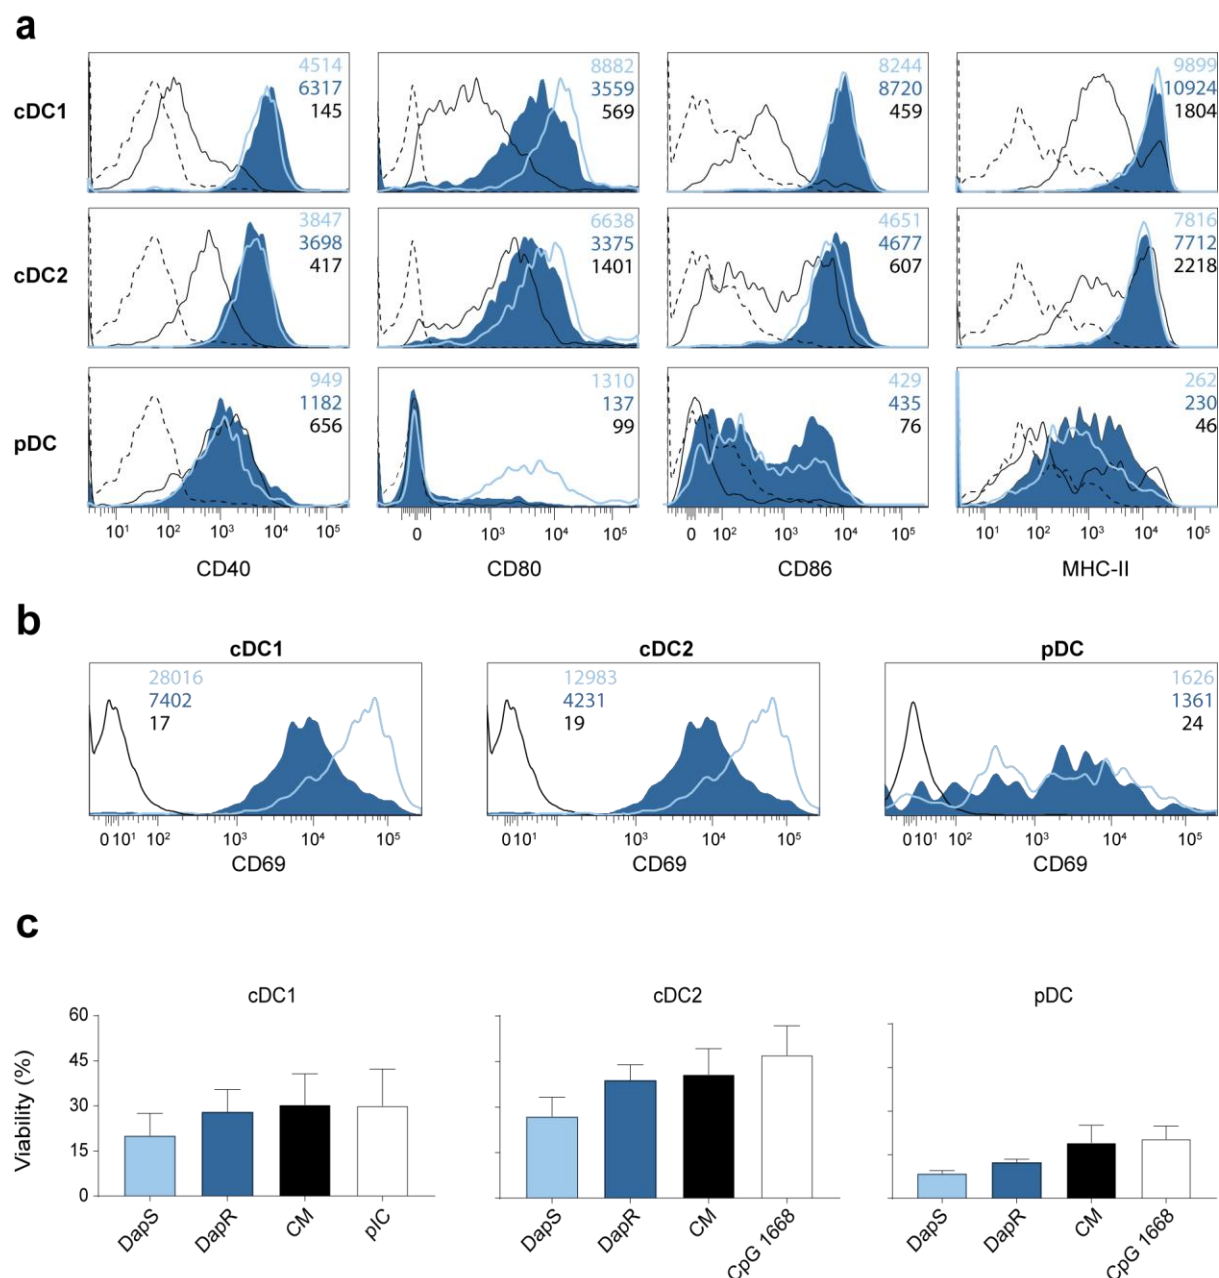 a
cDC1
4514
6317
145
8882
3559
569
8244
8720
459
9899
10924
1804
cDC2
3847
3698
417
6638
3375
1401
4651
4677
607
7816
7712
2218
pDC
949
1182
656
1310
137
99
429
435
76
262
230
46
10¹ 10² 10³ 10⁴ 10⁵
0 10³ 10⁴ 10⁵
0 10² 10³ 10⁴ 10⁵
10¹ 10² 10³ 10⁴ 10⁵
CD40 CD80 CD86 MHC-II
b
cDC1 cDC2 pDC
28016
7402
17
12983
4231
19
1626
1361
24
0 10¹ 10² 10³ 10⁴ 10⁵
0 10¹ 10³ 10⁴ 10⁵
0 10¹ 10² 10³ 10⁴ 10⁵
CD69 CD69 CD69
c
cDC1 cDC2 pDC
Viability (%)
60
45
30
15
0
DapS DapR CM pIC
DapS DapR CM CpG 1668
DapS DapR CM CpG 1668